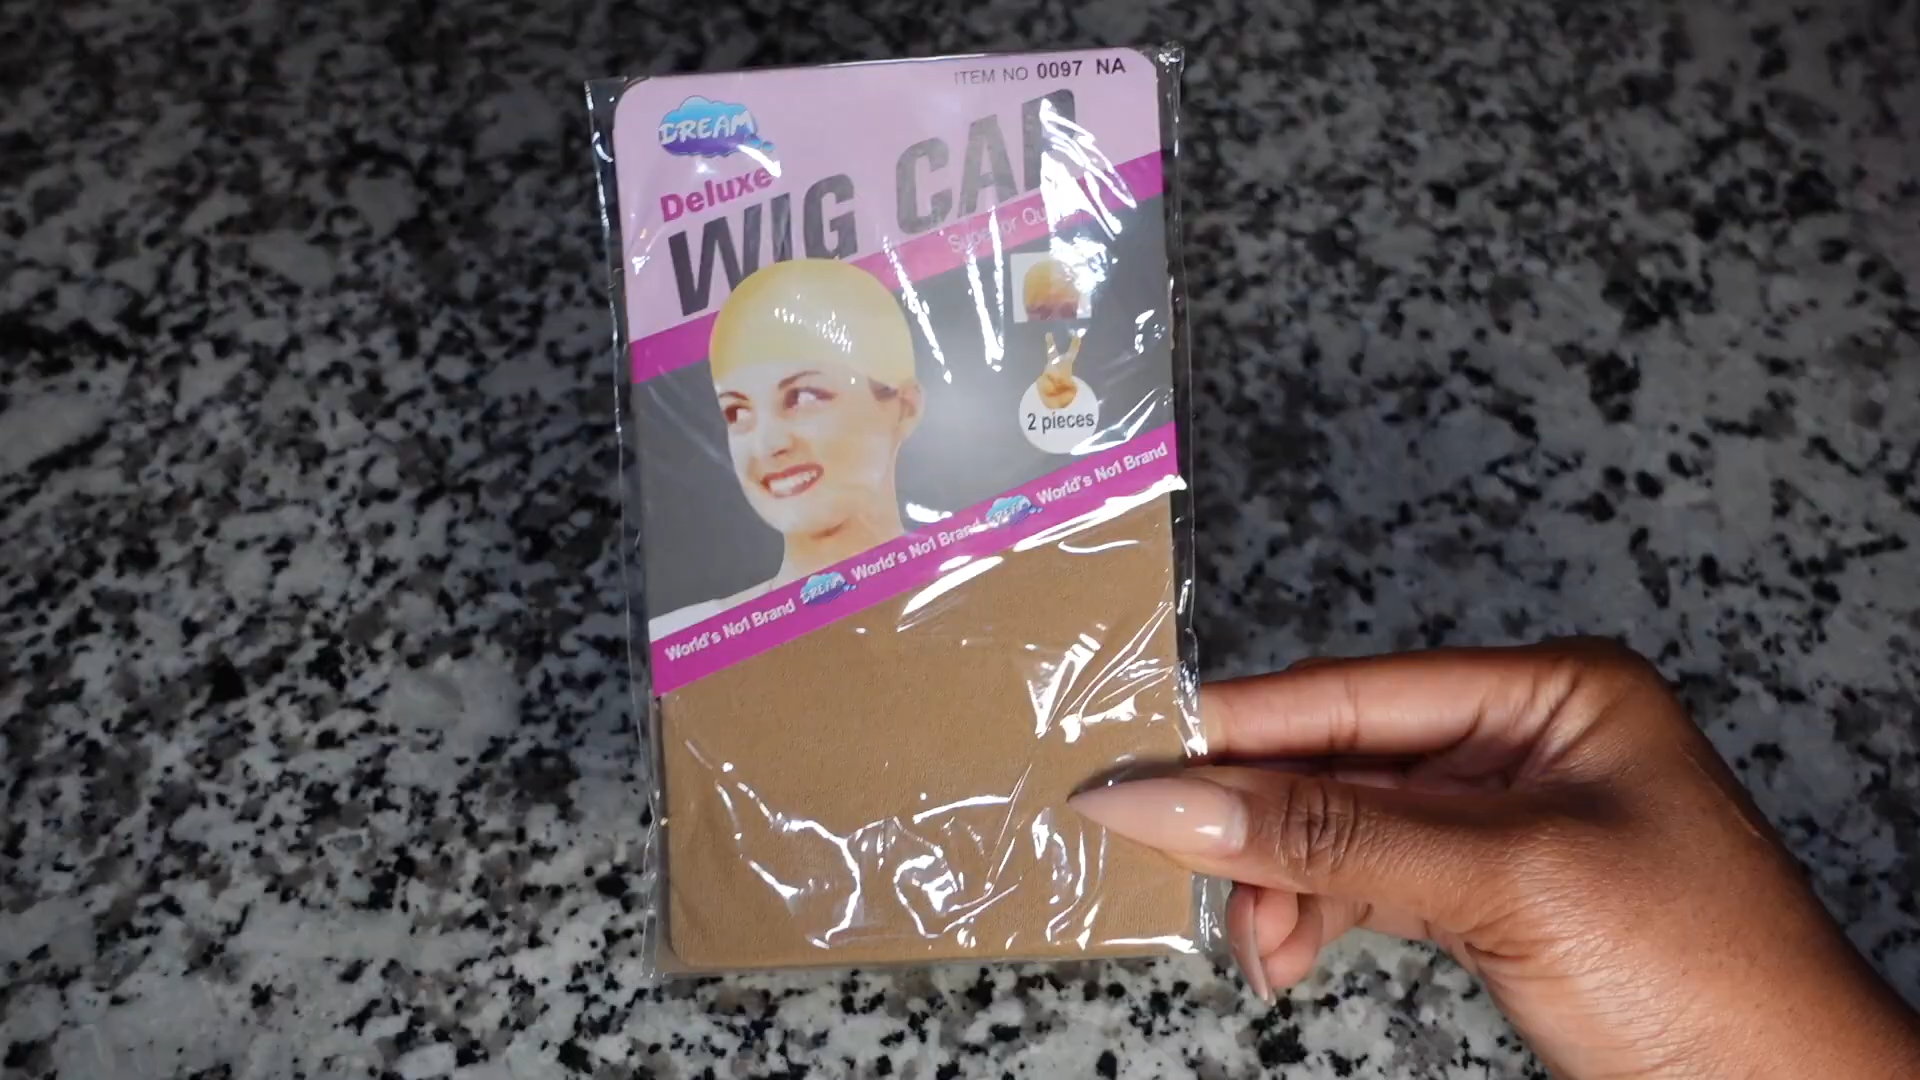 ITEM NO 0097 NA
DREAM
Deluxe
WIG CAP
Superior
2 pieces
World's No1 Brand DREAM World's No1 Brand DREAM World's No1 Brand